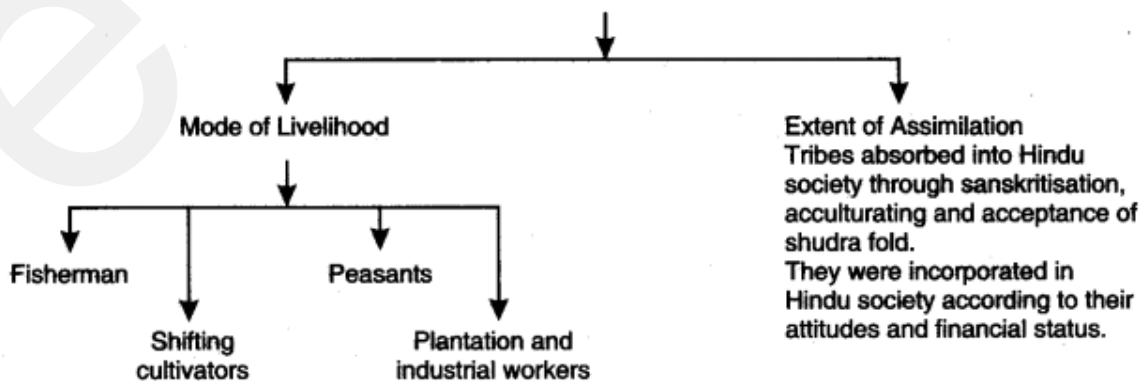 Mode of Livelihood
Fisherman
Shifting
cultivators
Peasants
Plantation and
industrial workers
Extent of Assimilation
Tribes absorbed into Hindu
society through sanskritisation,
acculturating and acceptance of
shudra fold.
They were incorporated in
Hindu society according to their
attitudes and financial status.